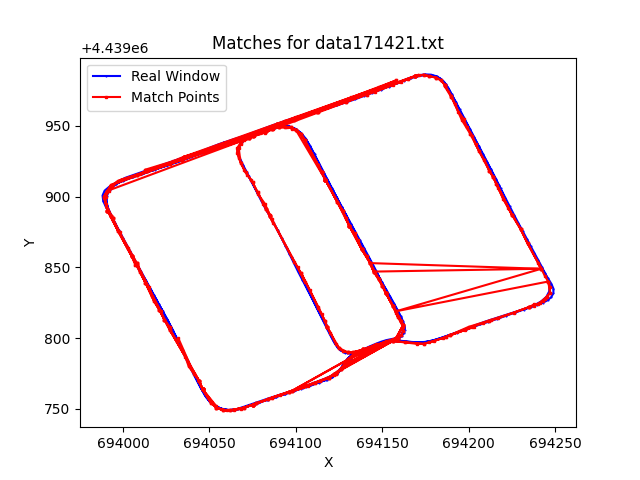 Matches for data171421.txt
+4.439e6
Real Window
Match Points
950
900
850
800
750
Y
694000 694050 694100 694150 694200 694250
X